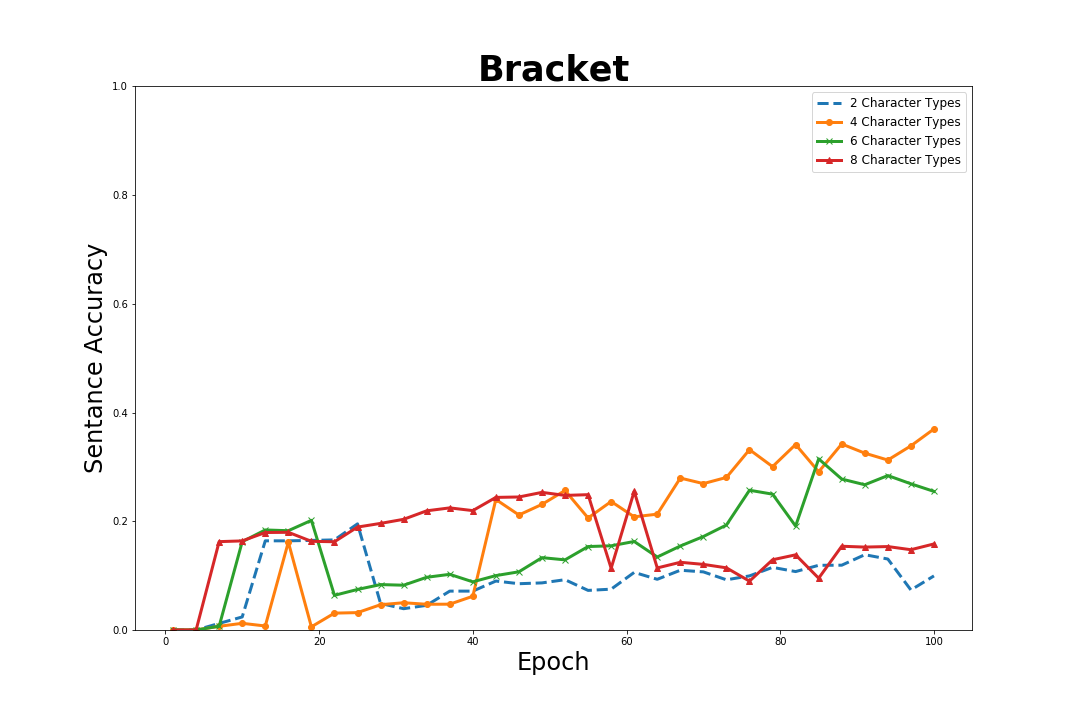 Bracket
1.0
0.8
0.6
0.4
0.2
0.0
Sentance Accuracy
2 Character Types
4 Character Types
6 Character Types
8 Character Types
0
20
40
60
80
100
Epoch